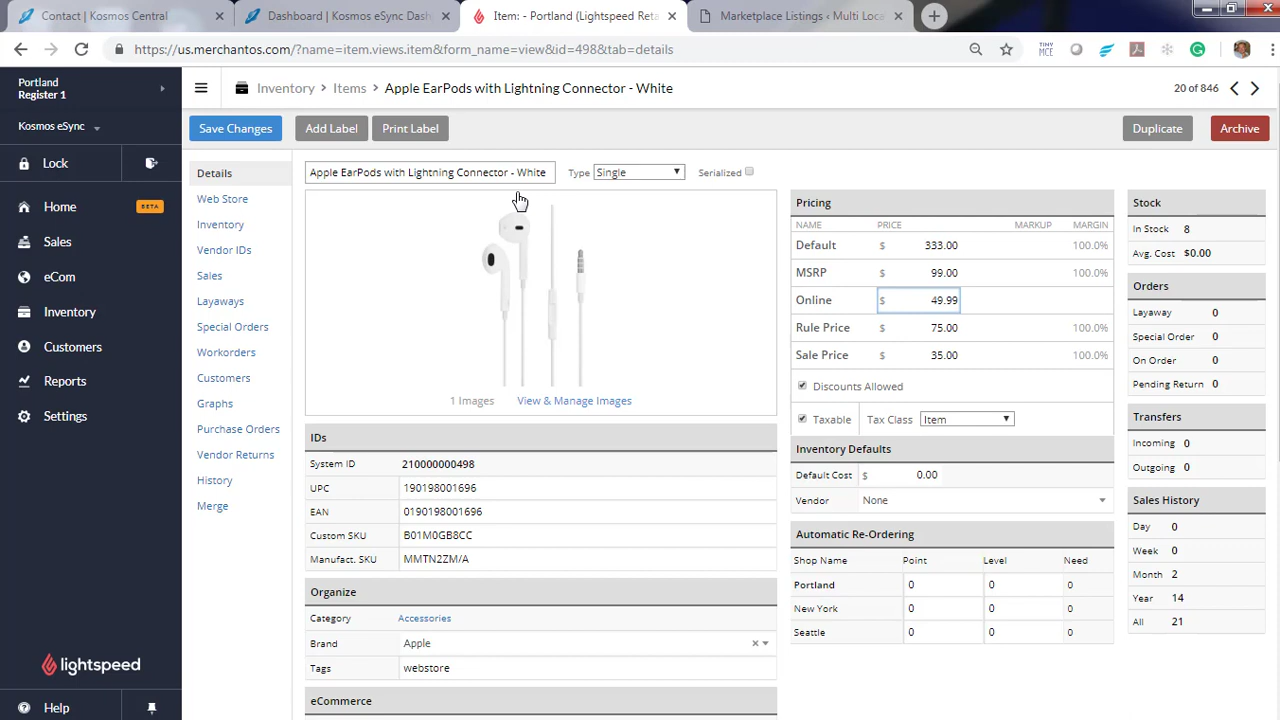 Contact | Kosmos Central
Dashboard | Kosmos eSync Dash
Item: - Portland (Lightspeed Reta
Marketplace Listings « Multi Loca
https://us.merchantos.com/?name=item.views.item&form_name=view&id=498&tab=details
TINY MCE
Portland
Register 1
Inventory
Items
Apple EarPods with Lightning Connector - White
20 of 846
Kosmos eSync
Save Changes
Add Label
Print Label
Duplicate
Archive
Lock
Home
BETA
Sales
eCom
Inventory
Customers
Reports
Settings
lightspeed
Help
Details
Web Store
Inventory
Vendor IDs
Sales
Layaways
Special Orders
Workorders
Customers
Graphs
Purchase Orders
Vendor Returns
History
Merge
Apple EarPods with Lightning Connector - White
Type
Single
Serialized
1 Images
View & Manage Images
IDs
System ID 210000000498
UPC 190198001696
EAN 0190198001696
Custom SKU B01M0GB8CC
Manufact. SKU MMTN2ZM/A
Organize
Category Accessories
Brand Apple
Tags webstore
eCommerce
Pricing
NAME PRICE MARKUP MARGIN
Default $ 333.00 100.0%
MSRP $ 99.00 100.0%
Online $ 49.99
Rule Price $ 75.00 100.0%
Sale Price $ 35.00 100.0%
Discounts Allowed
Taxable Tax Class Item
Inventory Defaults
Default Cost $ 0.00
Vendor None
Automatic Re-Ordering
Shop Name Point Level Need
Portland 0 0 0
New York 0 0 0
Seattle 0 0 0
Stock
In Stock 8
Avg. Cost $0.00
Orders
Layaway 0
Special Order 0
On Order 0
Pending Return 0
Transfers
Incoming 0
Outgoing 0
Sales History
Day 0
Week 0
Month 2
Year 14
All 21